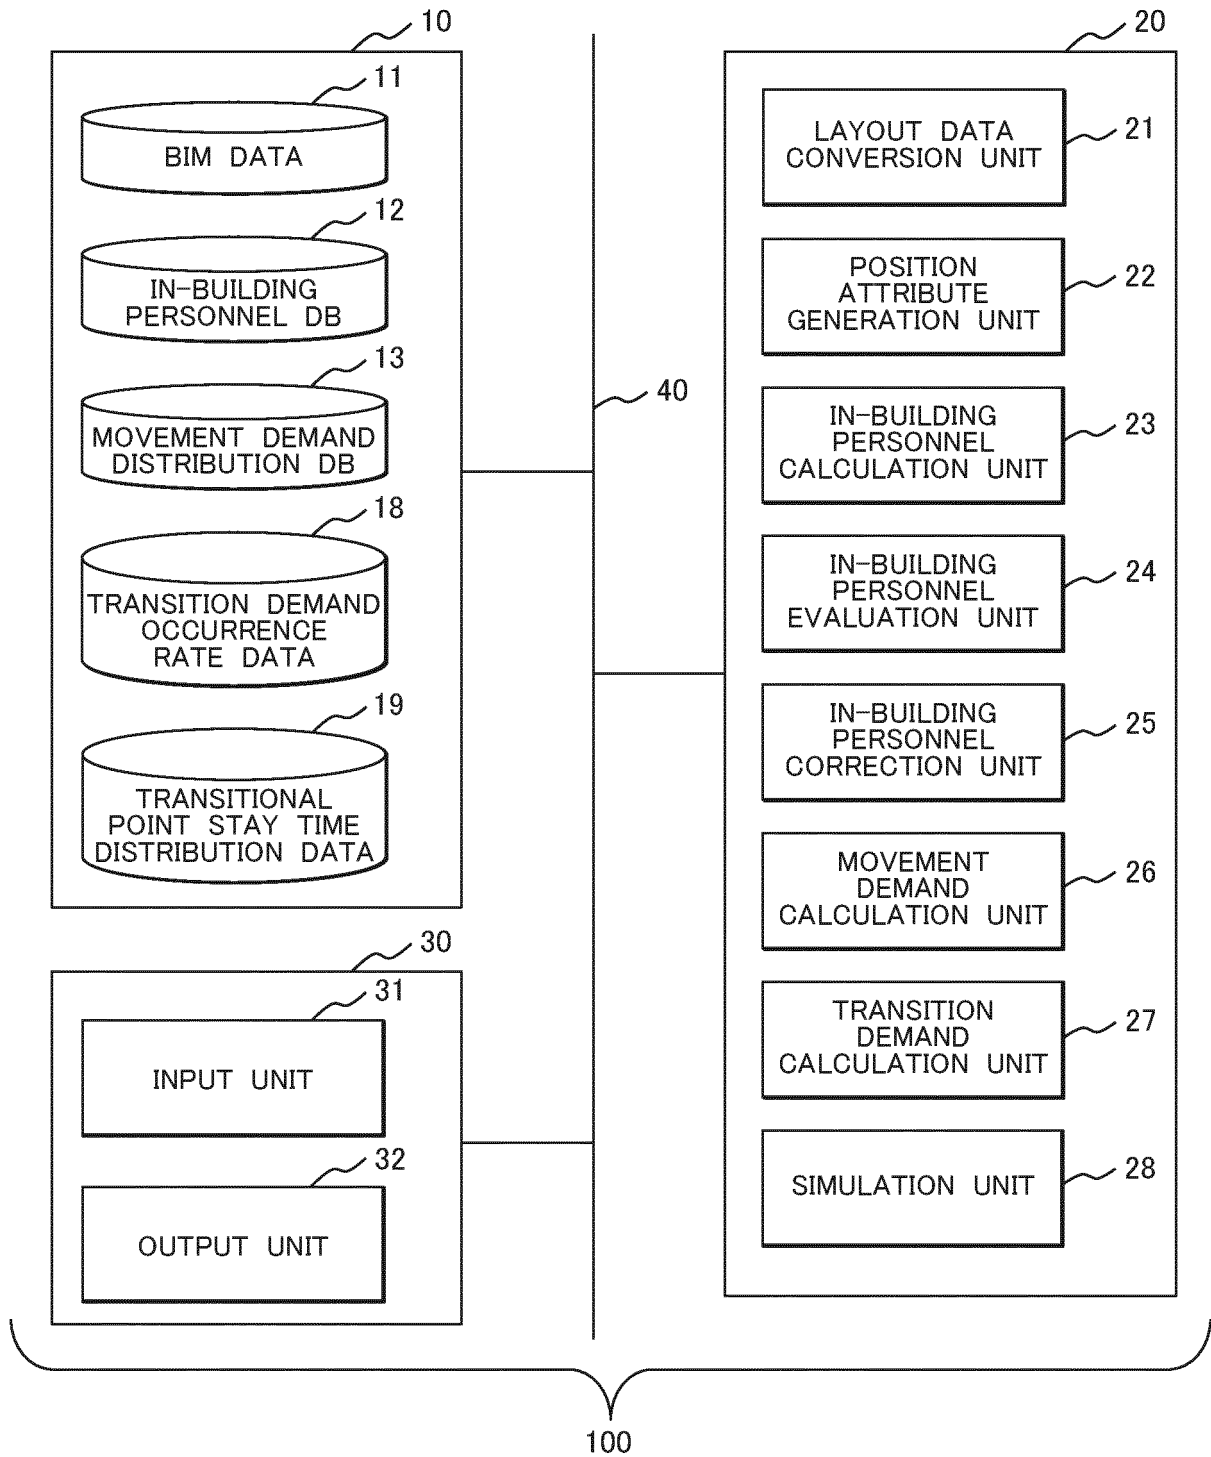 10
11
BIM DATA
12
IN-BUILDING
PERSONNEL DB
13
MOVEMENT DEMAND
DISTRIBUTION DB
18
TRANSITION DEMAND
OCCURRENCE
RATE DATA
19
TRANSITIONAL
POINT STAY TIME
DISTRIBUTION DATA
30
31
INPUT UNIT
32
OUTPUT UNIT
40
20
LAYOUT DATA
CONVERSION UNIT
21
POSITION
ATTRIBUTE
GENERATION UNIT
22
IN-BUILDING
PERSONNEL
CALCULATION UNIT
23
IN-BUILDING
PERSONNEL
EVALUATION UNIT
24
IN-BUILDING
PERSONNEL
CORRECTION UNIT
25
MOVEMENT
DEMAND
CALCULATION UNIT
26
TRANSITION
DEMAND
CALCULATION UNIT
27
SIMULATION UNIT
28
100